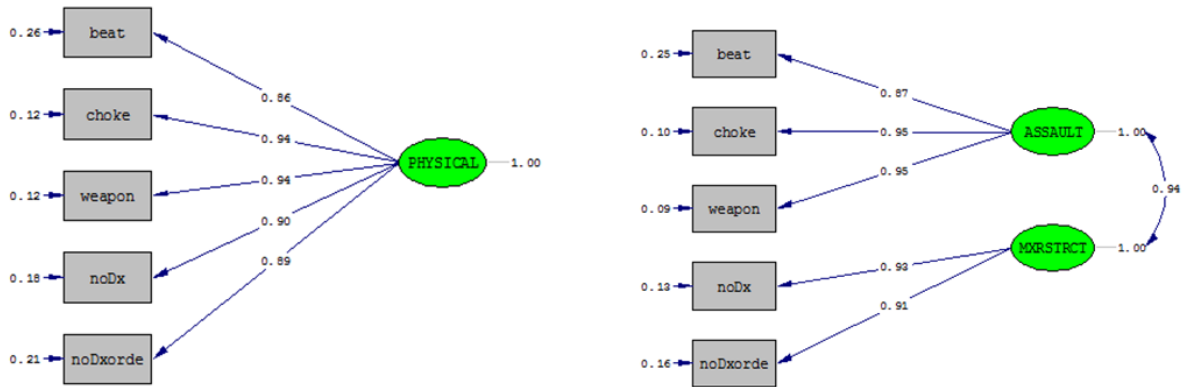 0.26
beat
0.86
0.12
choke
0.94
PHYSICAL
1.00
0.12
weapon
0.94
0.90
0.18
noDx
0.89
0.21
noDxorde
0.25
beat
0.87
0.10
choke
0.95
ASSAULT
1.00
0.95
0.09
weapon
0.94
MXRSTRCT
1.00
0.93
0.13
noDx
0.91
0.16
noDxorde